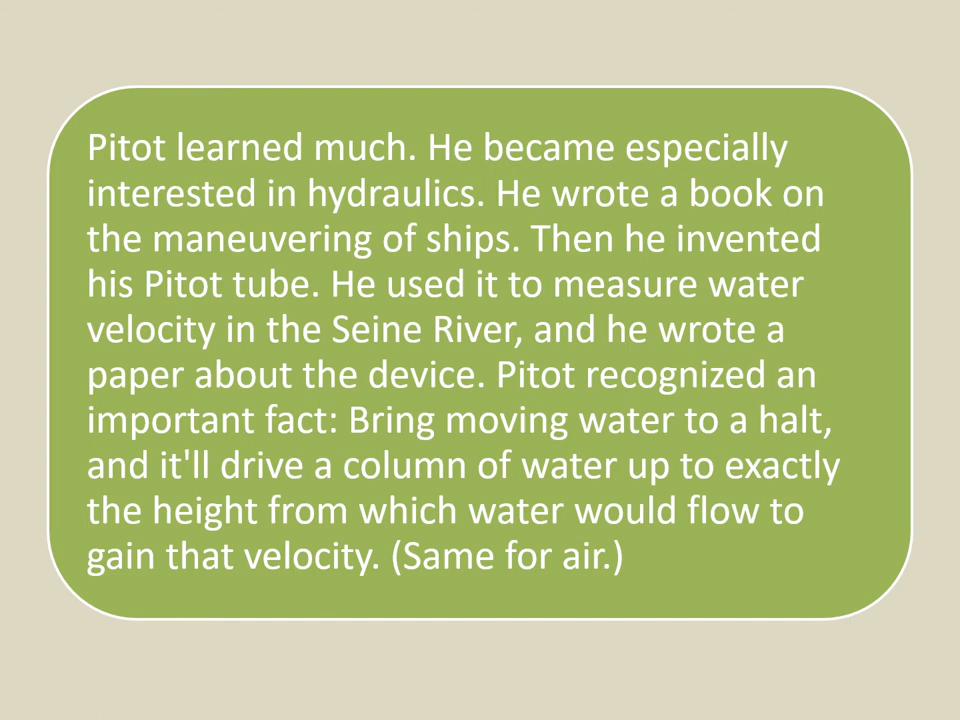 Pitot learned much. He became especially
interested in hydraulics. He wrote a book on
the maneuvering of ships. Then he invented
his Pitot tube. He used it to measure water
velocity in the Seine River, and he wrote a
paper about the device. Pitot recognized an
important fact: Bring moving water to a halt,
and it'll drive a column of water up to exactly
the height from which water would flow to
gain that velocity. (Same for air.)